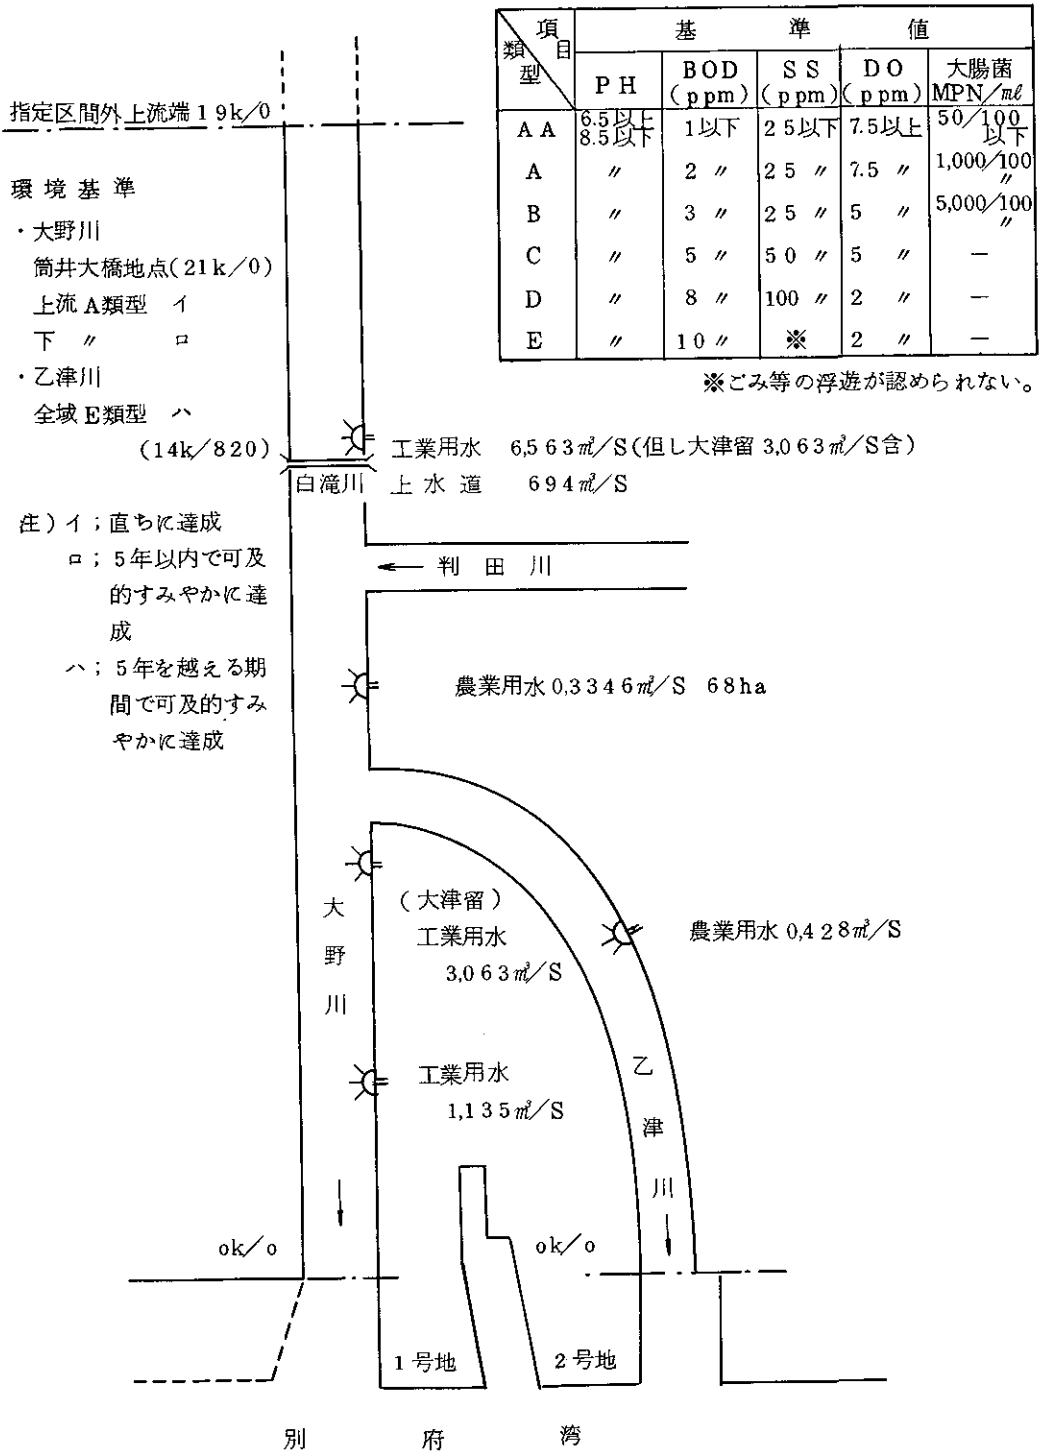 項目
類型
基準値
PH
BOD (ppm)
SS (ppm)
DO (ppm)
大腸菌 MPN/㎖
AA 6.5以上 8.5以下 1以下 25以下 7.5以上 50/100以下
A 〃 2 〃 25 〃 7.5 〃 1,000/100 〃
B 〃 3 〃 25 〃 5 〃 5,000/100 〃
C 〃 5 〃 50 〃 5 〃 ―
D 〃 8 〃 100 〃 2 〃 ―
E 〃 10 〃 ※ 2 〃 ―
※ごみ等の浮遊が認められない。
指定区間外上流端19k/0
環境基準
・大野川
筒井大橋地点(21k/0)
上流A類型 イ
下 〃 ロ
・乙津川
全域E類型 ハ
(14k/820)
工業用水 6,563㎥/S(但し大津留3,063㎥/S含)
白滝川 上水道 694㎥/S
注)イ;直ちに達成
ロ;5年以内で可及
的すみやかに達
成
ハ;5年を越える期
間で可及的すみ
やかに達成
← 判田川
農業用水0,3346㎥/S 68ha
(大津留)
工業用水
3,063㎥/S
大野川
農業用水0,428㎥/S
工業用水
1,135㎥/S
乙津川
ok/o
ok/o
1号地
2号地
別府湾